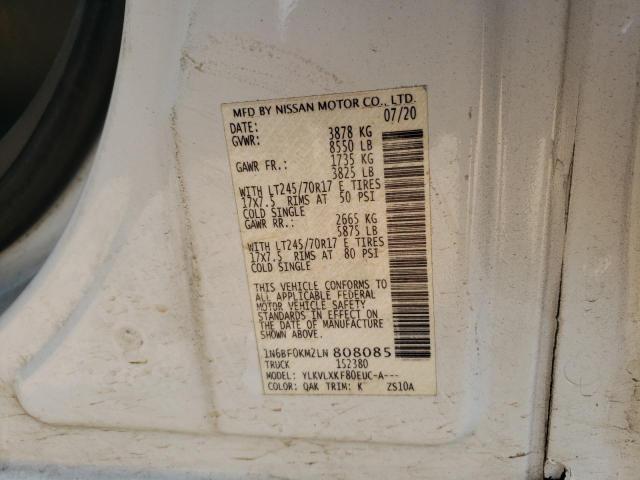 MFD BY NISSAN MOTOR CO., LTD.
DATE: 07/20
GVWR: 3878 KG
8550 LB
GAWR FR.: 1735 KG
3825 LB
WITH LT245/70R17 E TIRES
17X7.5 RIMS AT 50 PSI
COLD SINGLE
GAWR RR.: 2665 KG
5875 LB
WITH LT245/70R17 E TIRES
17X7.5 RIMS AT 80 PSI
COLD SINGLE
THIS VEHICLE CONFORMS TO
ALL APPLICABLE FEDERAL
MOTOR VEHICLE SAFETY
STANDARDS IN EFFECT ON
THE DATE OF MANUFACTURE
SHOWN ABOVE.
1N6BF0KM2LN 808085
TRUCK 152380
MODEL: YLKVLXKF80EUC-A---
COLOR: QAK TRIM: K ZS10A